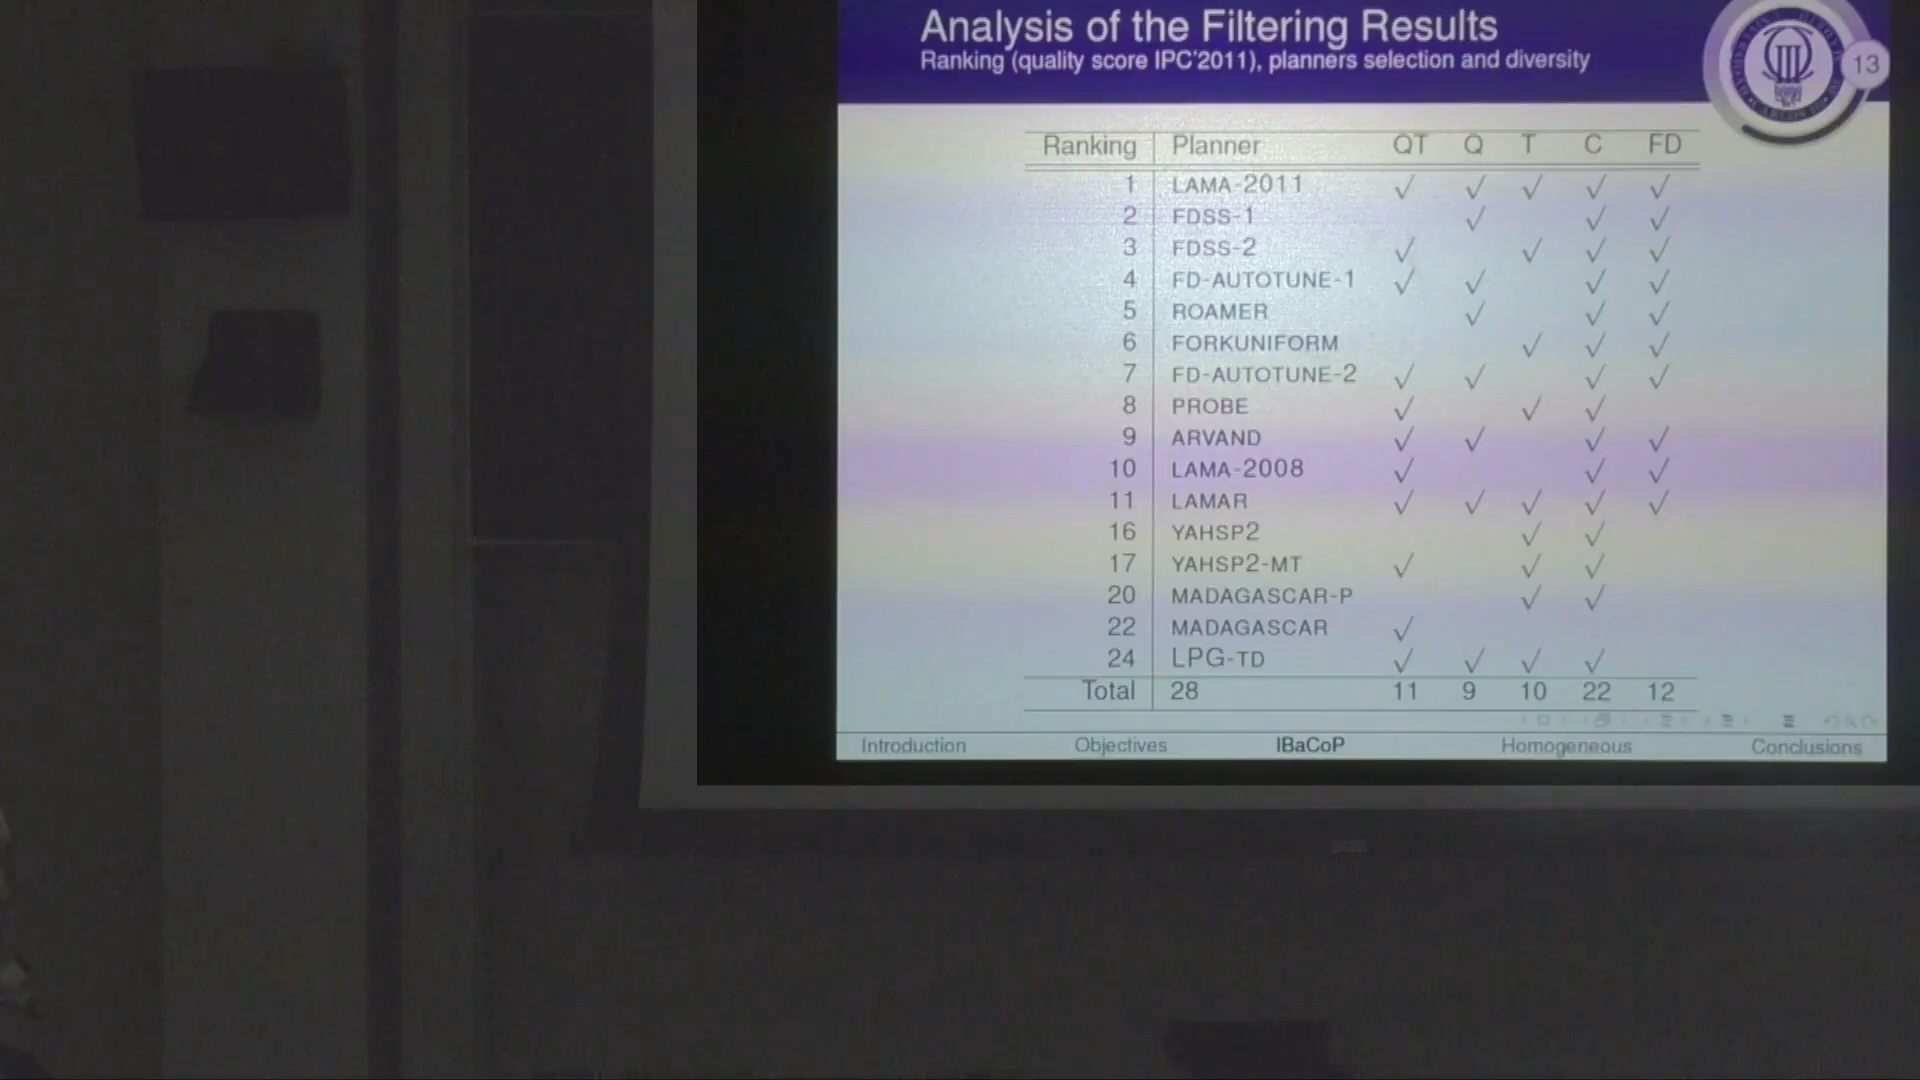 Analysis of the Filtering Results
Ranking (quality score IPC'2011), planners selection and diversity
13
Ranking Planner QT Q T C FD
1 LAMA-2011 ✓ ✓ ✓ ✓ ✓
2 FDSS-1 ✓ ✓ ✓
3 FDSS-2 ✓ ✓ ✓ ✓
4 FD-AUTOTUNE-1 ✓ ✓ ✓ ✓
5 ROAMER ✓ ✓ ✓
6 FORKUNIFORM ✓ ✓ ✓
7 FD-AUTOTUNE-2 ✓ ✓ ✓ ✓
8 PROBE ✓ ✓ ✓
9 ARVAND ✓ ✓ ✓ ✓
10 LAMA-2008 ✓ ✓ ✓
11 LAMAR ✓ ✓ ✓ ✓ ✓
16 YAHSP2 ✓ ✓
17 YAHSP2-MT ✓ ✓ ✓
20 MADAGASCAR-P ✓ ✓
22 MADAGASCAR ✓
24 LPG-TD ✓ ✓ ✓ ✓
Total 28 11 9 10 22 12
Introduction Objectives IBaCoP Homogeneous Conclusions